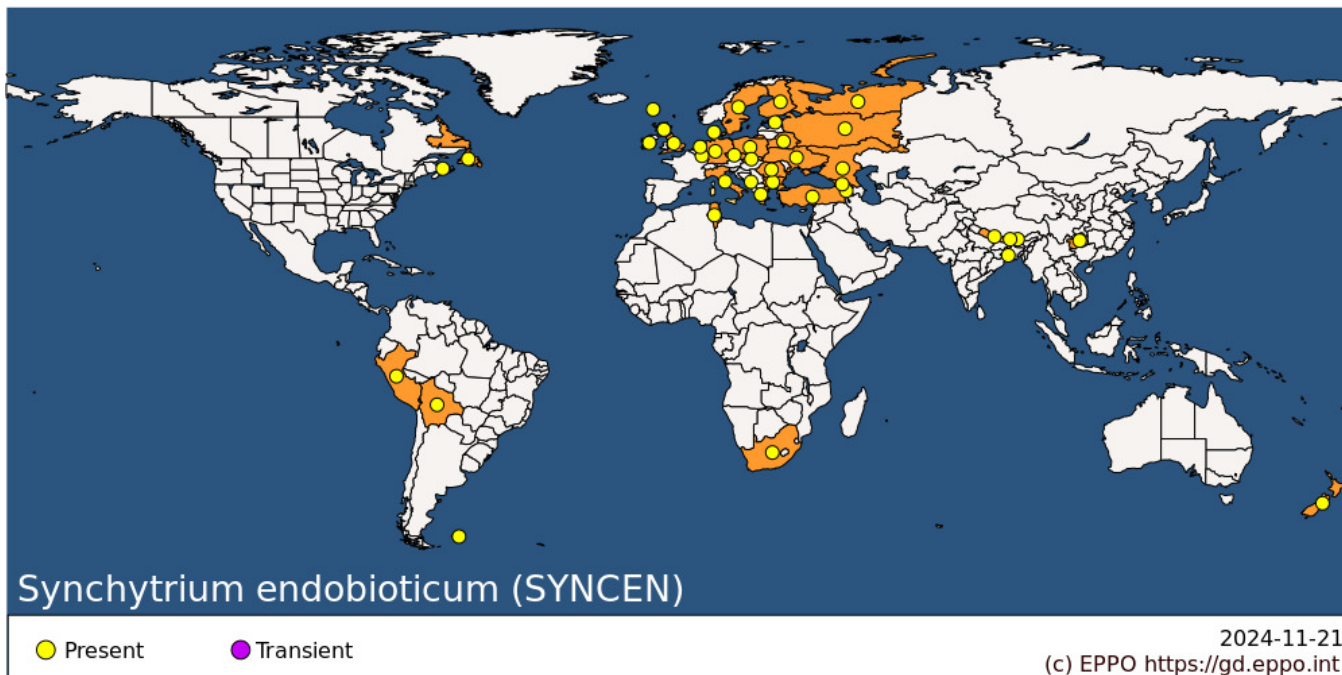 Synchytrium endobioticum (SYNCEN)
Present
Transient
2024-11-21
(c) EPPO https://gd.eppo.int